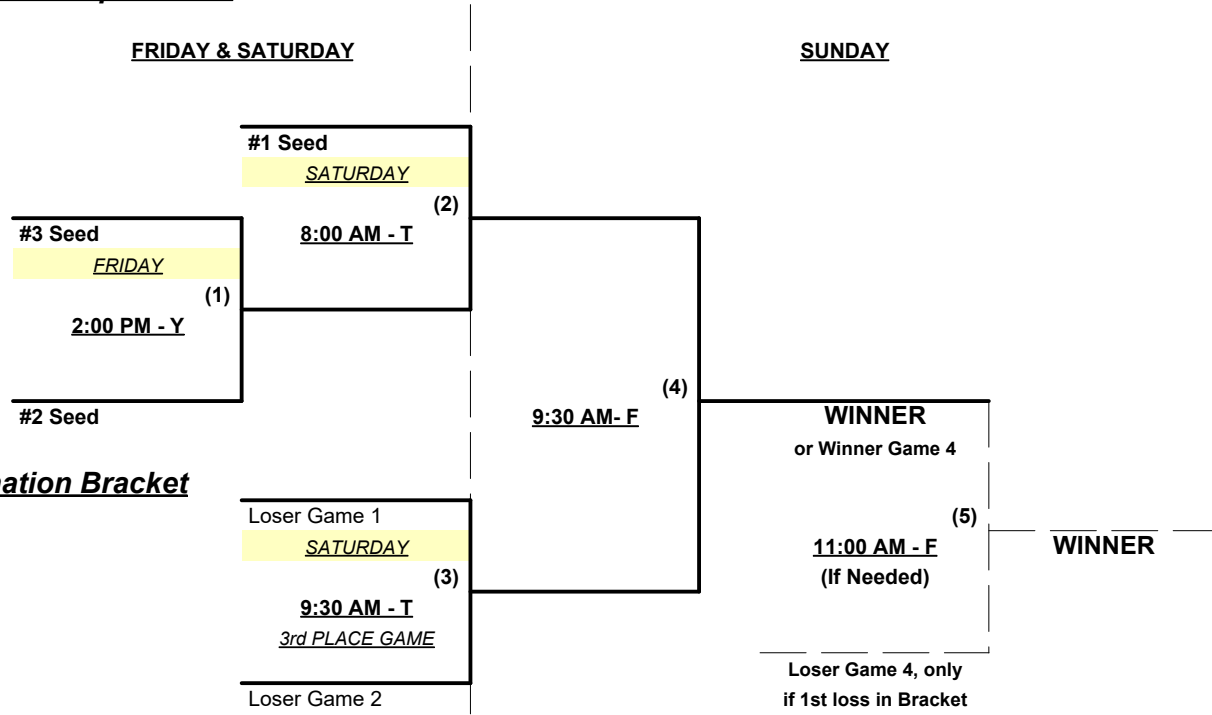 FRIDAY & SATURDAY
SUNDAY
#1 Seed
SATURDAY
(2)
8:00 AM - T
#3 Seed
FRIDAY
(1)
2:00 PM - Y
#2 Seed
(4)
9:30 AM- F
WINNER
or Winner Game 4
Bracket
Loser Game 1
SATURDAY
(3)
9:30 AM - T
3rd PLACE GAME
Loser Game 2
(5)
11:00 AM - F
(If Needed)
WINNER
Loser Game 4, only
if 1st loss in Bracket